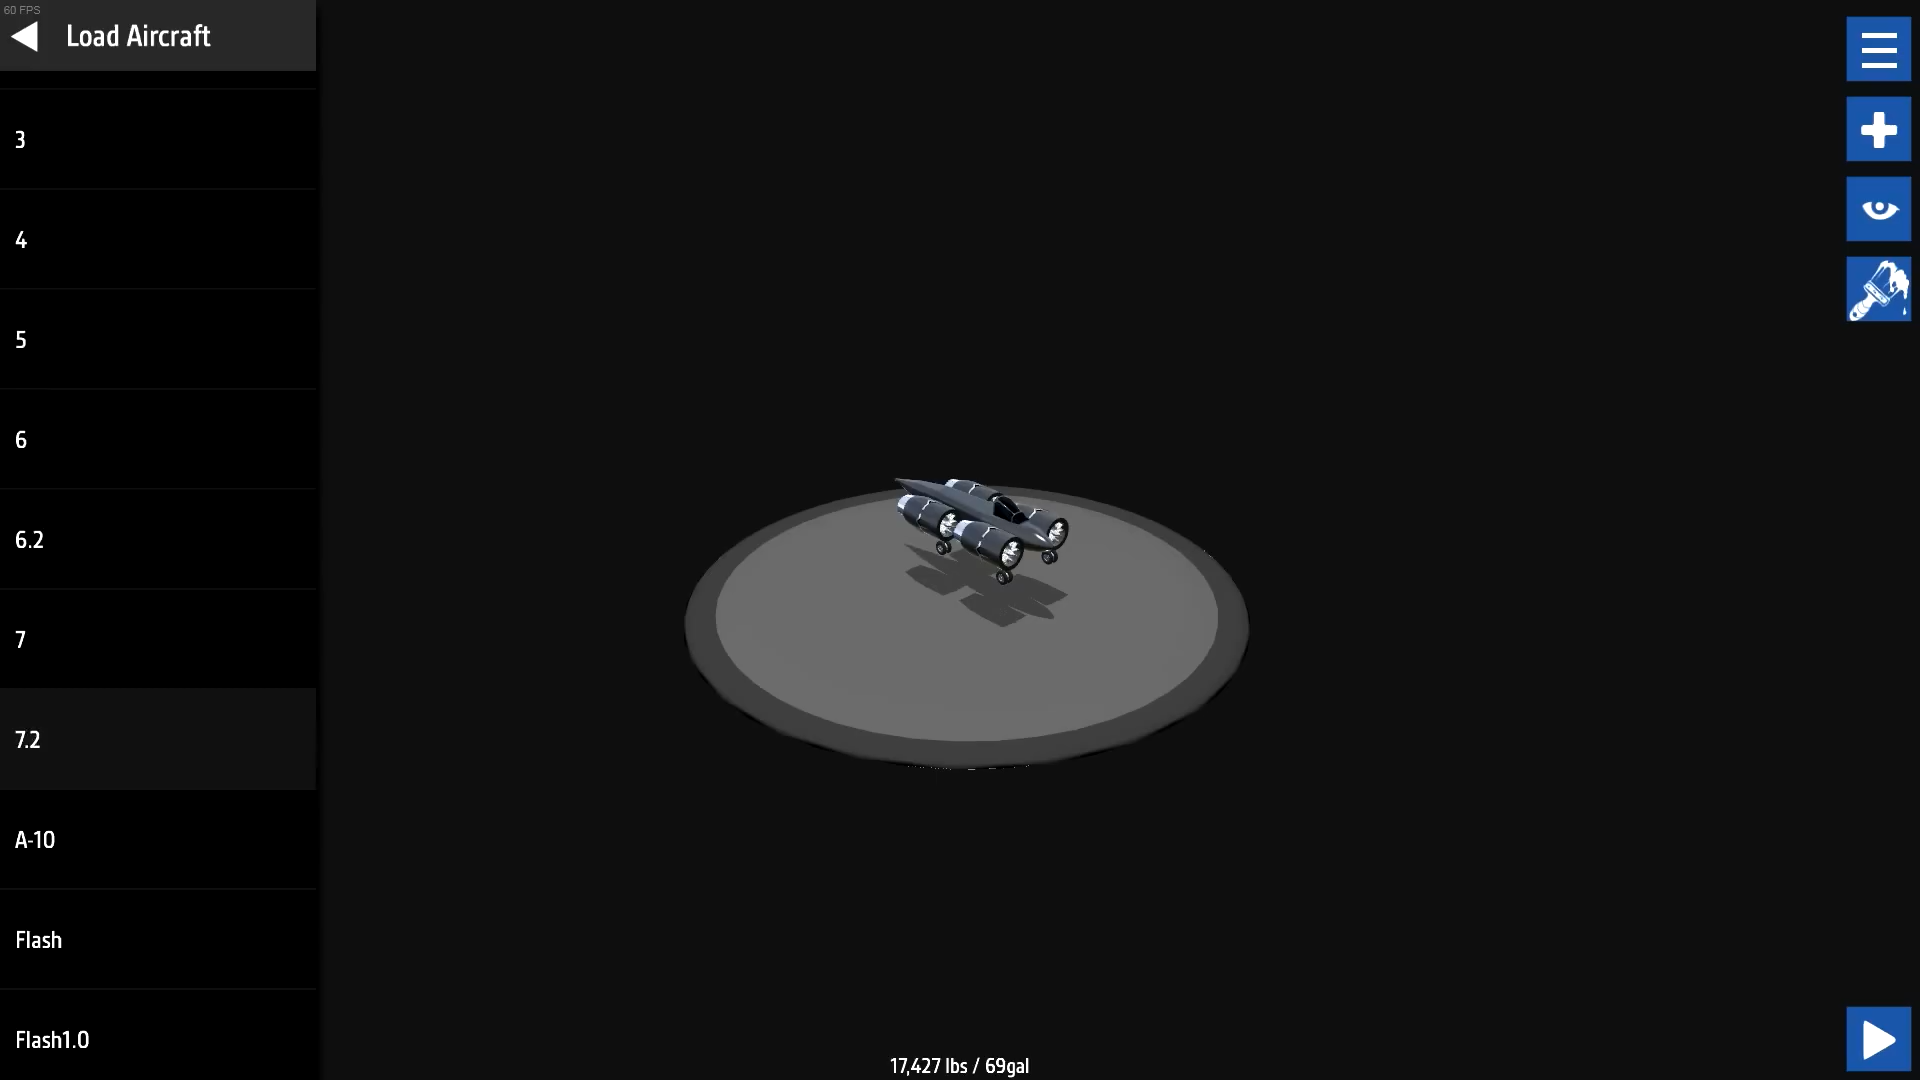 60 FPS
Load Aircraft
3
4
5
6
6.2
7
7.2
A-10
Flash
Flash1.0
17,427 lbs / 69gal